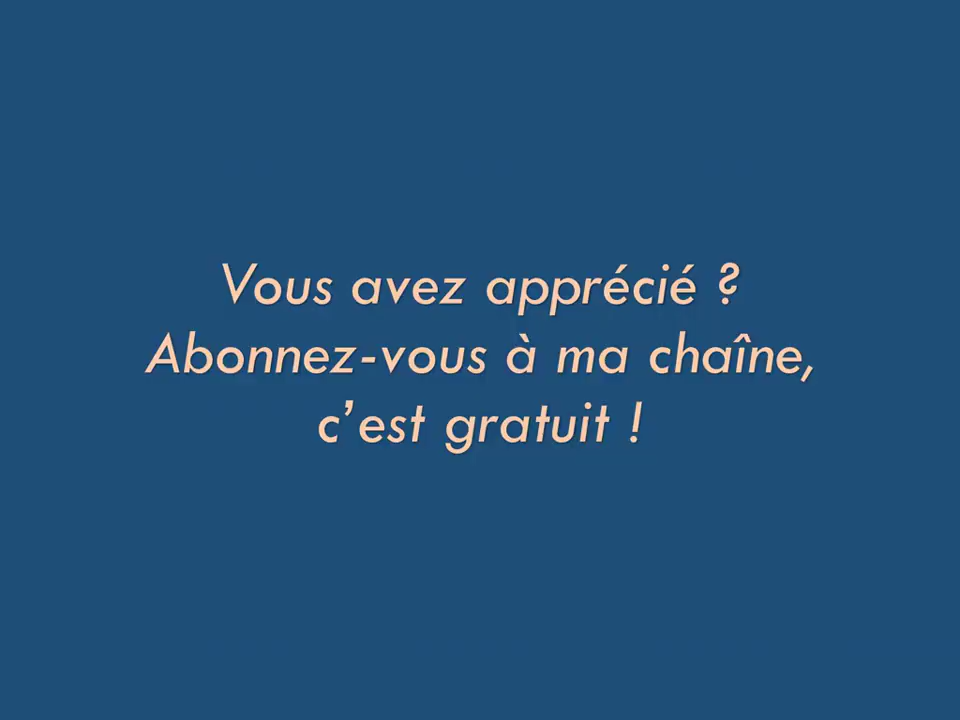 Vous avez apprécié ?
Abonnez-vous à ma chaîne,
c’est gratuit !